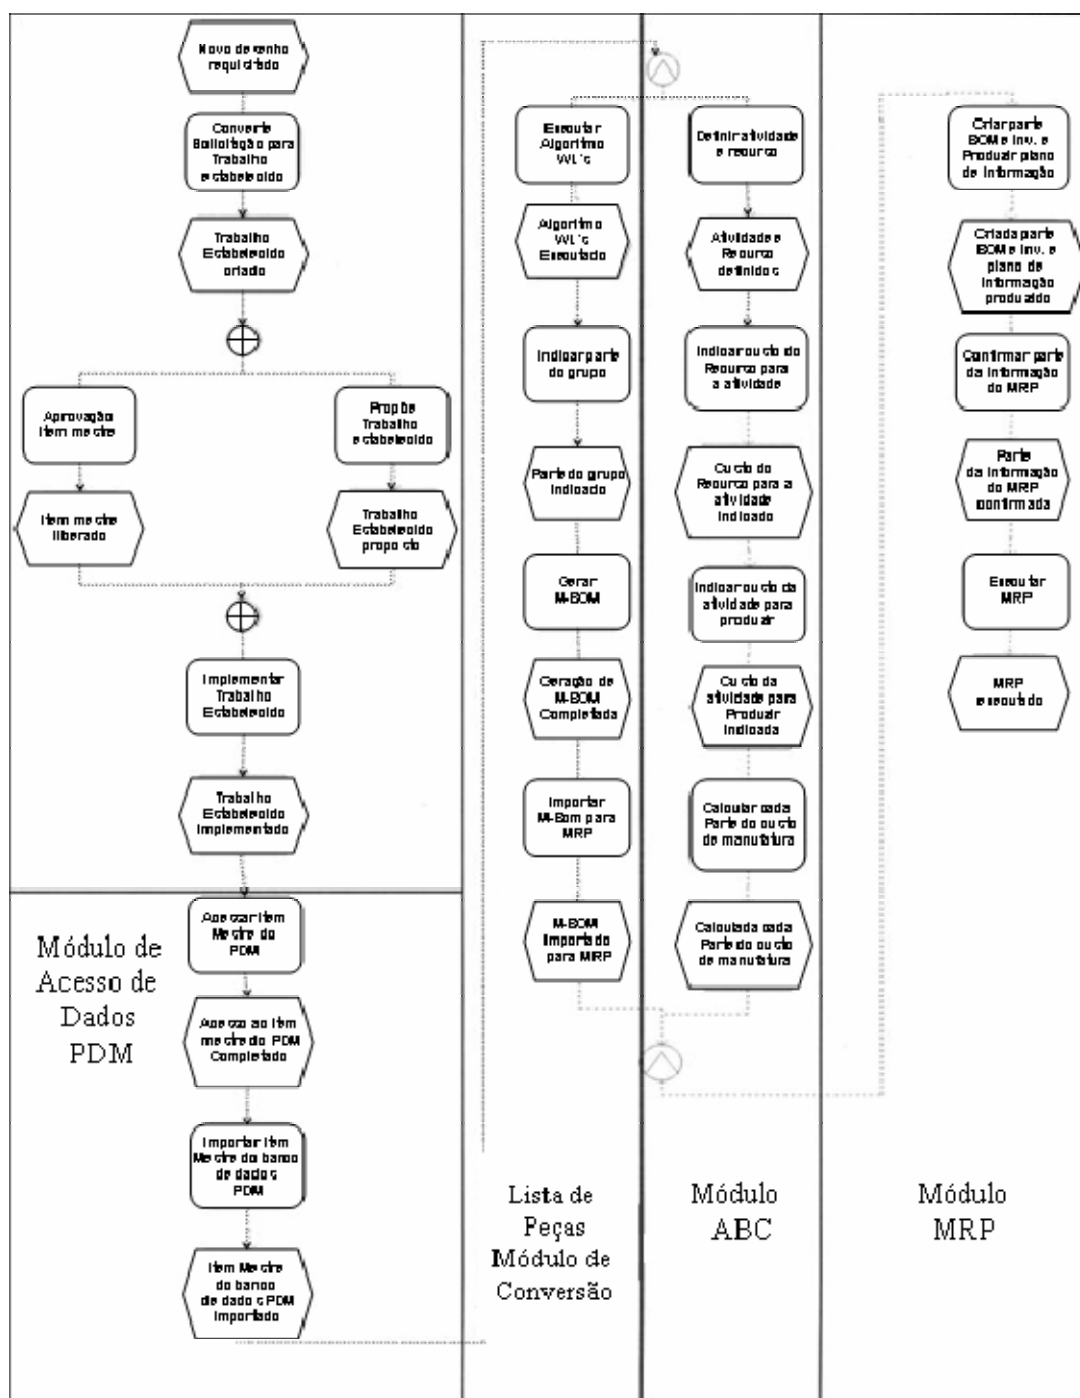 Novo desenho
requisitado
Converte
Solicitação para
Trabalho
estabelecido
Trabalho
Estabelecido
criado
Aprovação
Item mestre
Propõe
Trabalho
estabelecido
Item mestre
liberado
Trabalho
Estabelecido
proposto
Implementar
Trabalho
Estabelecido
Trabalho
Estabelecido
Implementado
Módulo de
Acesso de
Dados
PDM
Acessar Item
Mestre do
PDM
Acesso ao Item
mestre do PDM
Completado
Importar Item
Mestre do banco
de dados
PDM
Item Mestre
do banco
de dados PDM
Importado
Executar
Algoritmo
WL's
Algoritmo
WL's
Executado
Indicar parte
do grupo
Parte do grupo
Indicado
Gerar
M-BOM
Geração de
M-BOM
Completada
Importar
M-Bom para
MRP
M-BOM
Importado
para MRP
Lista de
Peças
Módulo de
Conversão
Definir atividade
e recurso
Atividade e
Recurso
definidos
Indicar custo do
Recurso para
a atividade
Custo do
Recurso para a
atividade
Indicado
Indicar custo da
atividade para
produzir
Custo da
atividade para
Produzir
Indicada
Calcular cada
Parte do custo
de manufatura
Calculada cada
Parte do custo
de manufatura
Módulo
ABC
Criar parte
BOM e Inv. e
Produzir plano
de Informação
Criada parte
BOM e Inv. e
plano de
Informação
produzido
Confirmar parte
da Informação
do MRP
Parte
da Informação
do MRP
confirmada
Executar
MRP
MRP
executado
Módulo
MRP